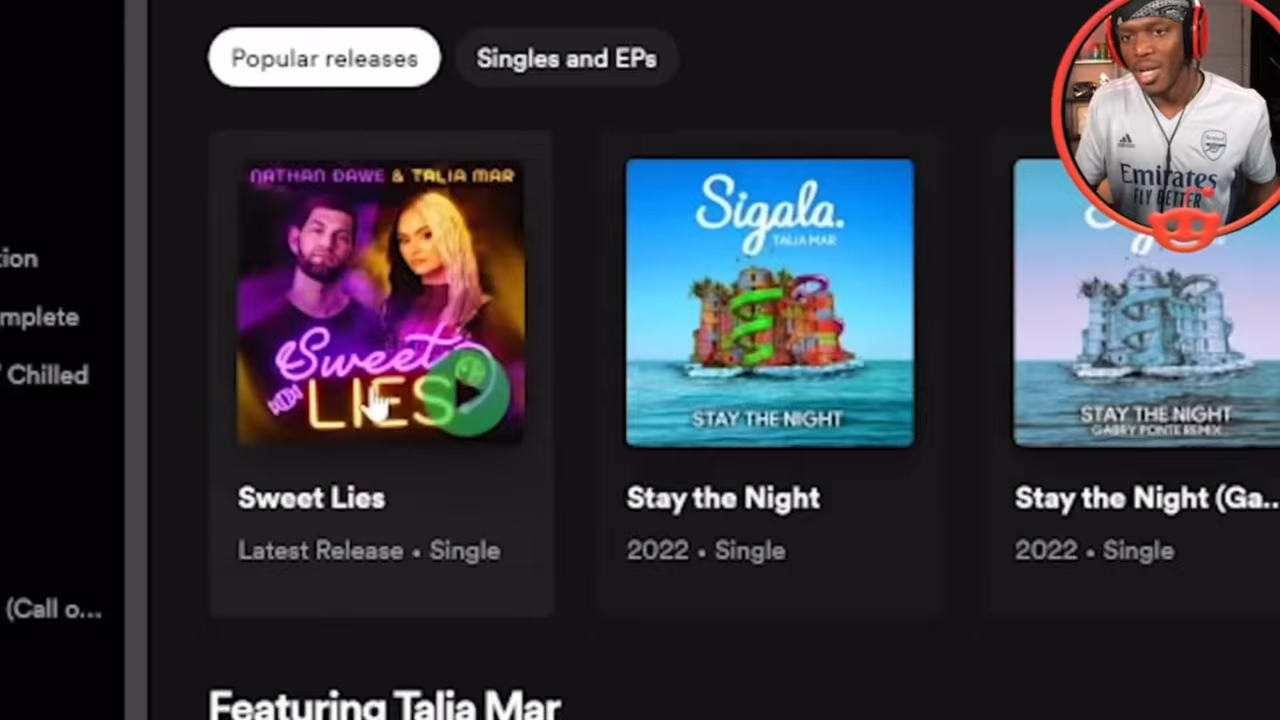 Popular releases
Singles and EPs
NATHAN DAWE & TALIA MAR
Sweet
LIES
Sigala.
TALIA MAR
STAY THE NIGHT
STAY THE NIGHT
GABRY PONTE REMIX
Emirates
FLY BETTER
tion
mplete
Chilled
(Call o...
Sweet Lies
Latest Release • Single
Stay the Night
2022 • Single
Stay the Night (Ga...
2022 • Single
Featuring Talia Mar